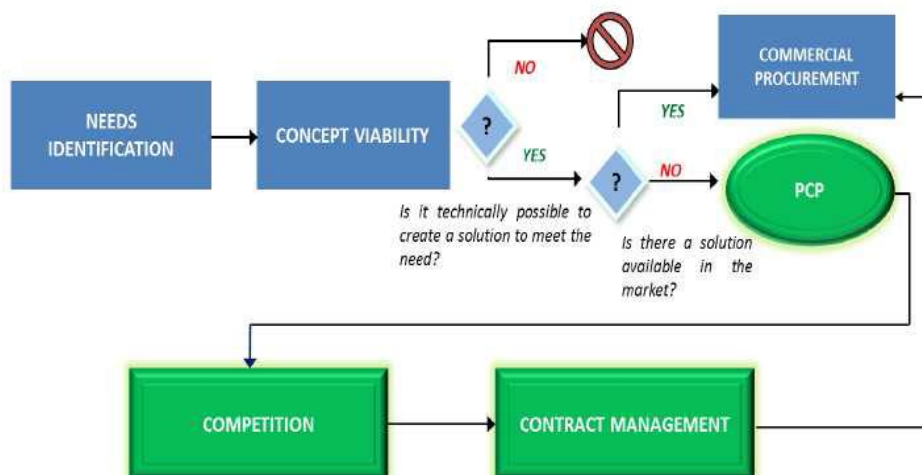 NEEDS
IDENTIFICATION
CONCEPT VIABILITY
?
NO
YES
Is it technically possible to
create a solution to meet the
need?
?
YES
NO
Is there a solution
available in the
market?
COMMERCIAL
PROCUREMENT
PCP
COMPETITION
CONTRACT MANAGEMENT